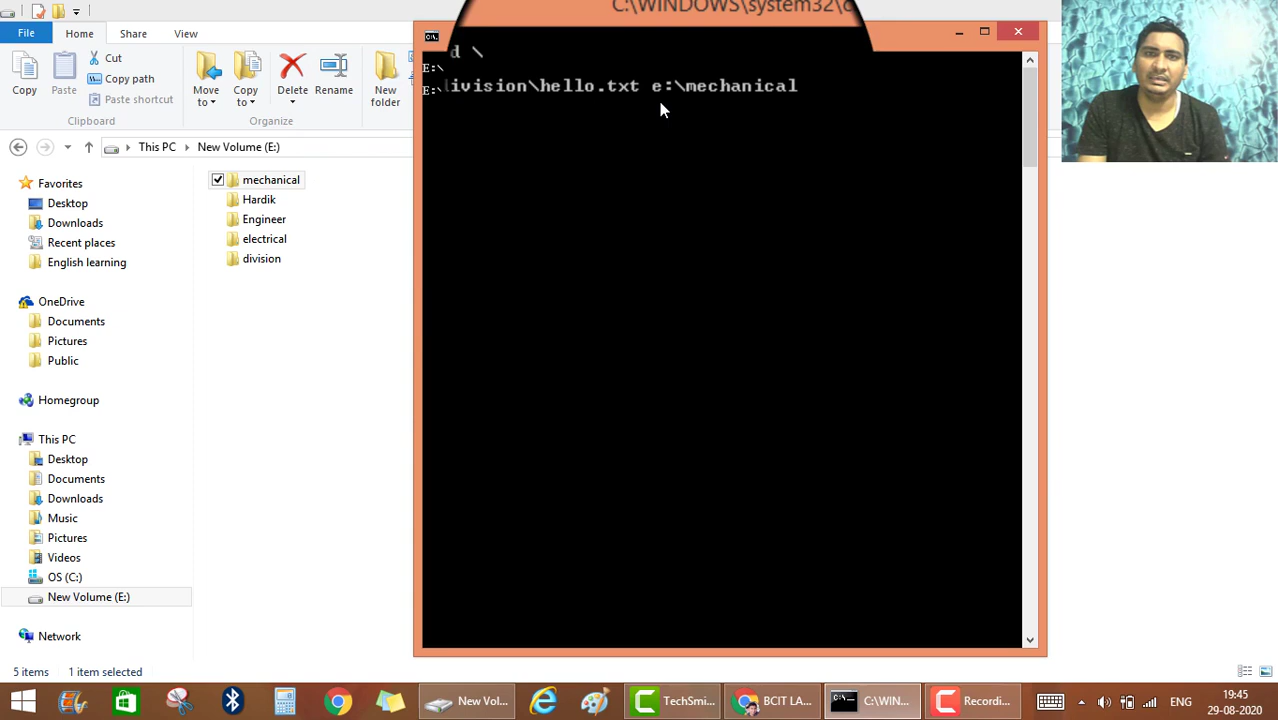 C:\WINDOWS\system32\c
File Home Share View
Copy
Paste
Cut
Copy path
Paste shortcut
Clipboard
Move to
Copy to
Delete
Rename
Organize
New folder
This PC New Volume (E:)
Favorites
Desktop
Downloads
Recent places
English learning
OneDrive
Documents
Pictures
Public
Homegroup
This PC
Desktop
Documents
Downloads
Music
Pictures
Videos
OS (C:)
New Volume (E:)
Network
mechanical
Hardik
Engineer
electrical
division
C:\.
d \
E:\
E:\ ivision\hello.txt e:\mechanical
5 items 1 item selected
New Vol...
TechSmi...
BCIT LA...
C:\WIN...
Recordi...
ENG
19:45
29-08-2020